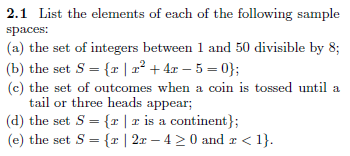 2.1 List the elements of each of the following sample
spaces:
(a) the set of integers between 1 and 50 divisible by 8;
(b) the set S = {x | x² + 4x − 5 = 0};
(c) the set of outcomes when a coin is tossed until a
tail or three heads appear;
(d) the set S = {x | x is a continent};
(e) the set S = {x | 2x − 4 ≥ 0 and x < 1}.